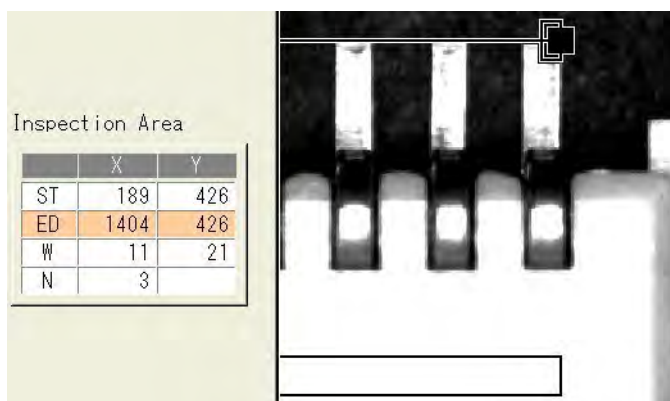 Inspection Area
X Y
ST 189 426
ED 1404 426
W 11 21
N 3